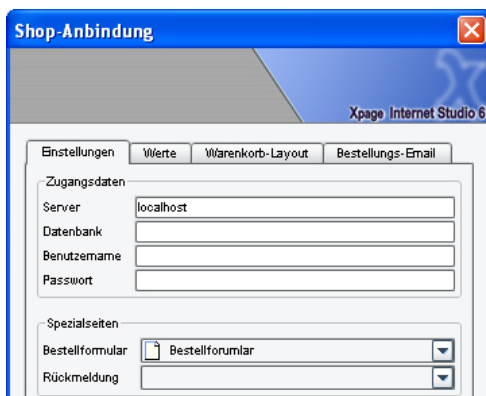 Shop-Anbindung
Xpage Internet Studio 6
Einstellungen Werte Warenkorb-Layout Bestellungs-Email
Zugangsdaten
Server localhost
Datenbank
Benutzername
Passwort
Spezialseiten
Bestellformular Bestellforumlar
Rückmeldung